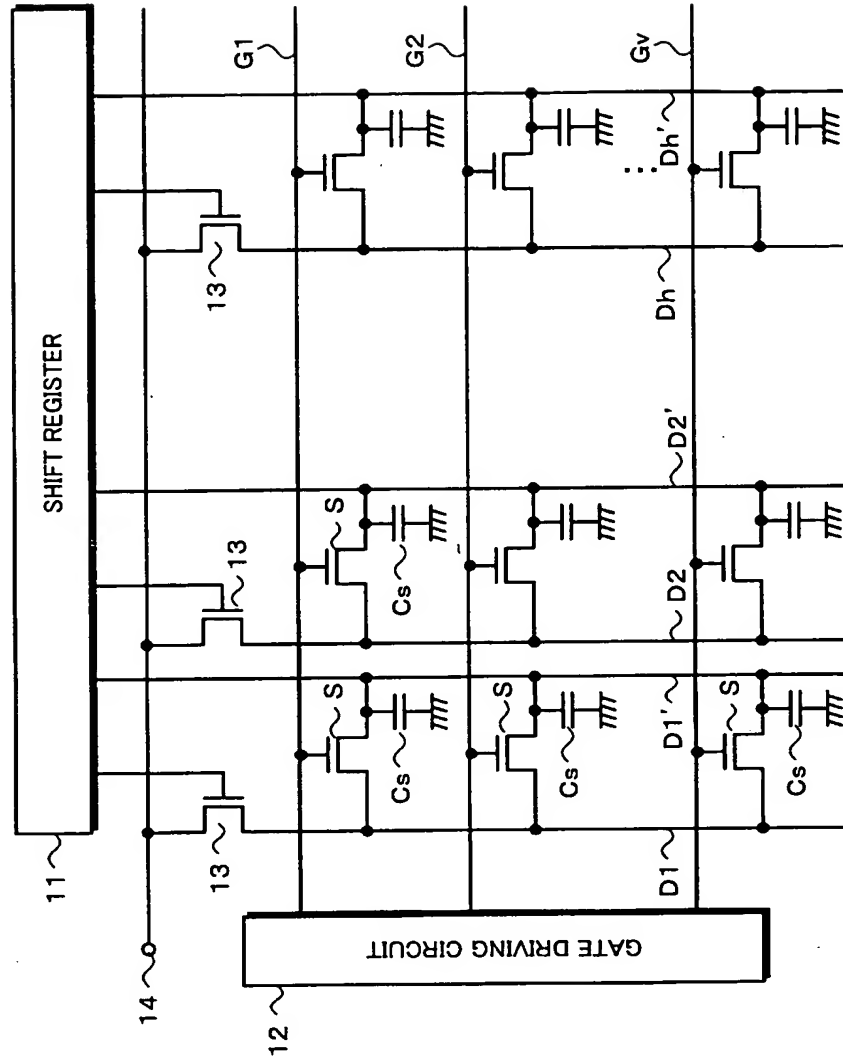 SHIFT REGISTER
11
14
13
13
13
G1
S
S
Cs
Cs
G2
S
Cs
GATE DRIVING CIRCUIT
12
D1
D1'
D2
D2'
Dh
Dh'
Gv
...
S
Cs